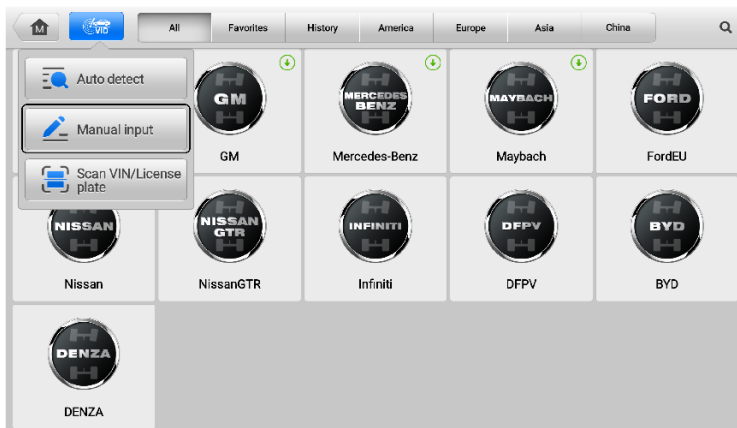 M
VID
All
Favorites
History
America
Europe
Asia
China
Auto detect
Manual input
Scan VIN/License
plate
GM
GM
MERCEDES
BENZ
Mercedes-Benz
MAYBACH
Maybach
FORD
FordEU
NISSAN
Nissan
NISSAN
GTR
NissanGTR
INFINITI
Infiniti
DFPV
DFPV
BYD
BYD
DENZA
DENZA